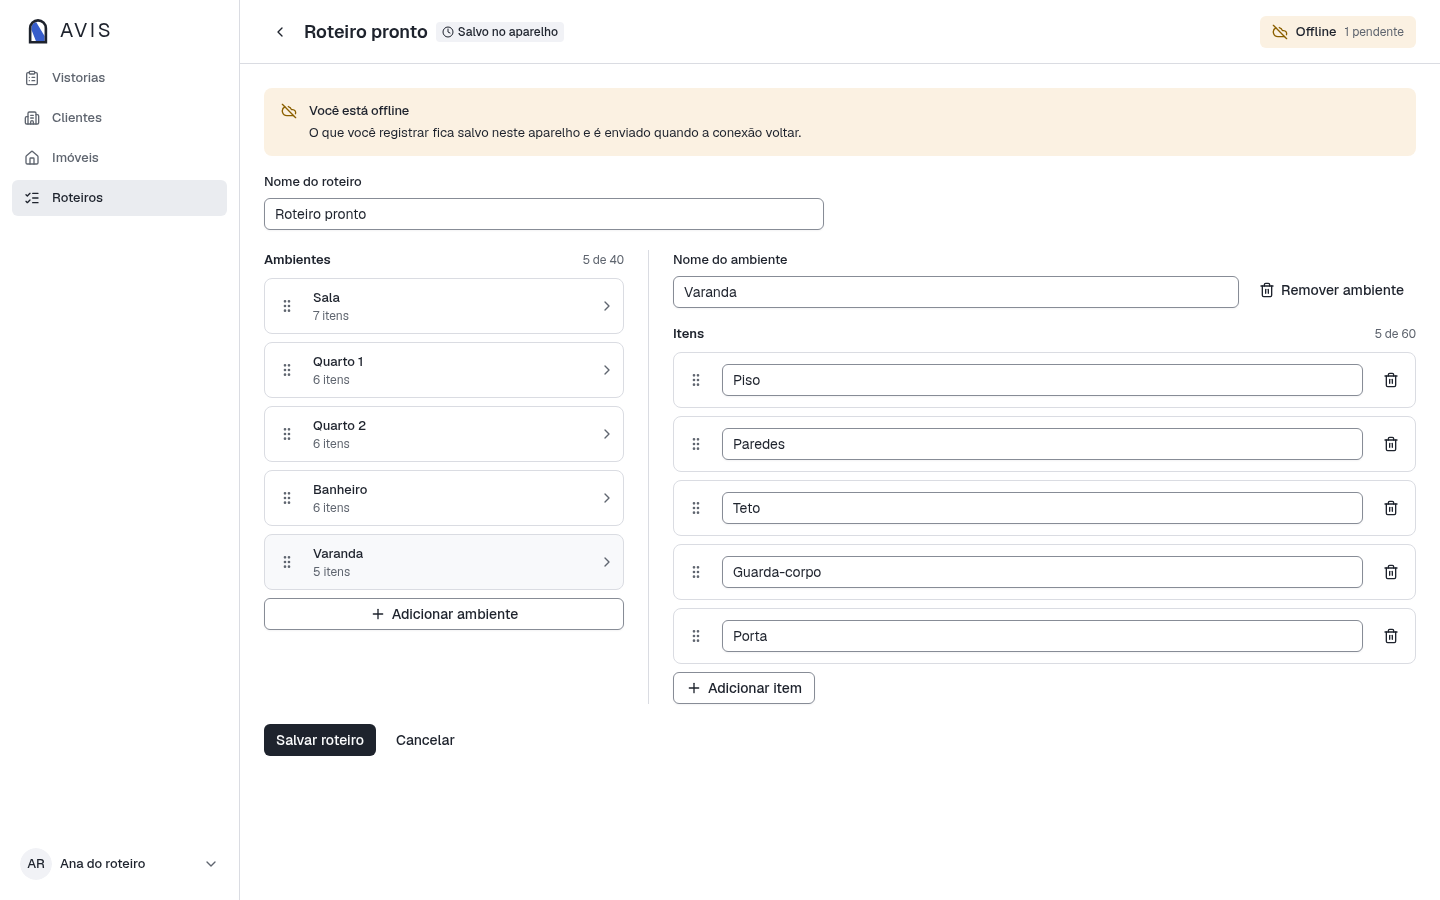 AVIS
Vistorias
Clientes
Imóveis
Roteiros
AR Ana do roteiro
Roteiro pronto Salvo no aparelho Offline 1 pendente
Você está offline
O que você registrar fica salvo neste aparelho e é enviado quando a conexão voltar.
Nome do roteiro
Roteiro pronto
Ambientes 5 de 40
Sala
7 itens
Quarto 1
6 itens
Quarto 2
6 itens
Banheiro
6 itens
Varanda
5 itens
Adicionar ambiente
Nome do ambiente
Varanda Remover ambiente
Itens 5 de 60
Piso
Paredes
Teto
Guarda-corpo
Porta
Adicionar item
Salvar roteiro Cancelar